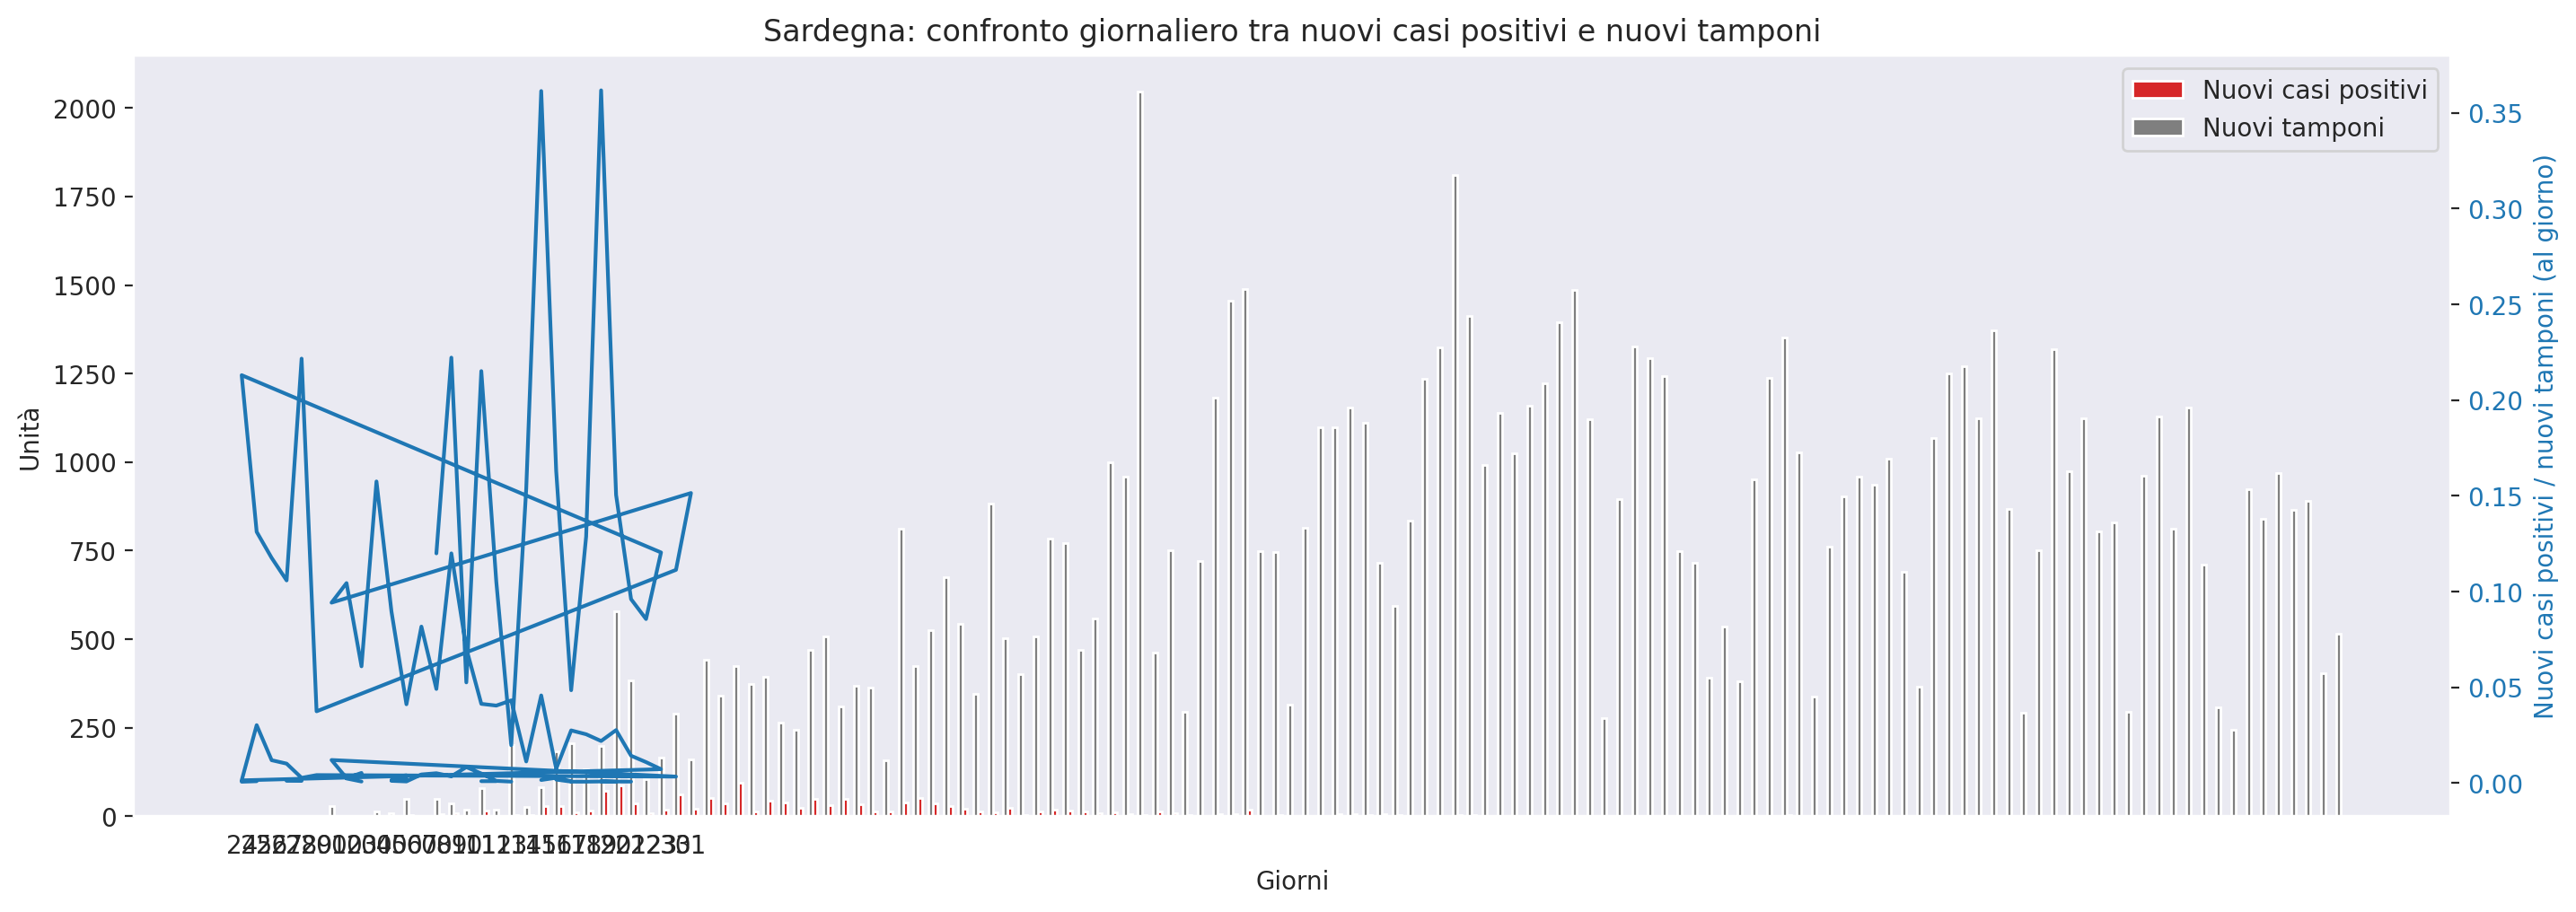 Sardegna: confronto giornaliero tra nuovi casi positivi e nuovi tamponi
Nuovi casi positivi
Nuovi tamponi
2000
1750
1500
1250
1000
750
500
250
0
Unità
0.35
0.30
0.25
0.20
0.15
0.10
0.05
0.00
Nuovi casi positivi / nuovi tamponi (al giorno)
Giorni